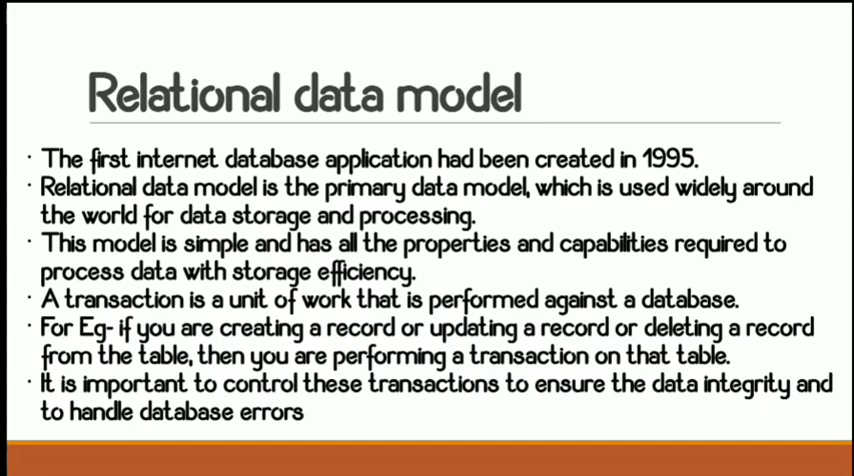 Relational data model
· The first internet database application had been created in 1995.
· Relational data model is the primary data model, which is used widely around
the world for data storage and processing.
· This model is simple and has all the properties and capabilities required to
process data with storage efficiency.
· A transaction is a unit of work that is performed against a database.
· For Eg- if you are creating a record or updating a record or deleting a record
from the table, then you are performing a transaction on that table.
· It is important to control these transactions to ensure the data integrity and
to handle database errors